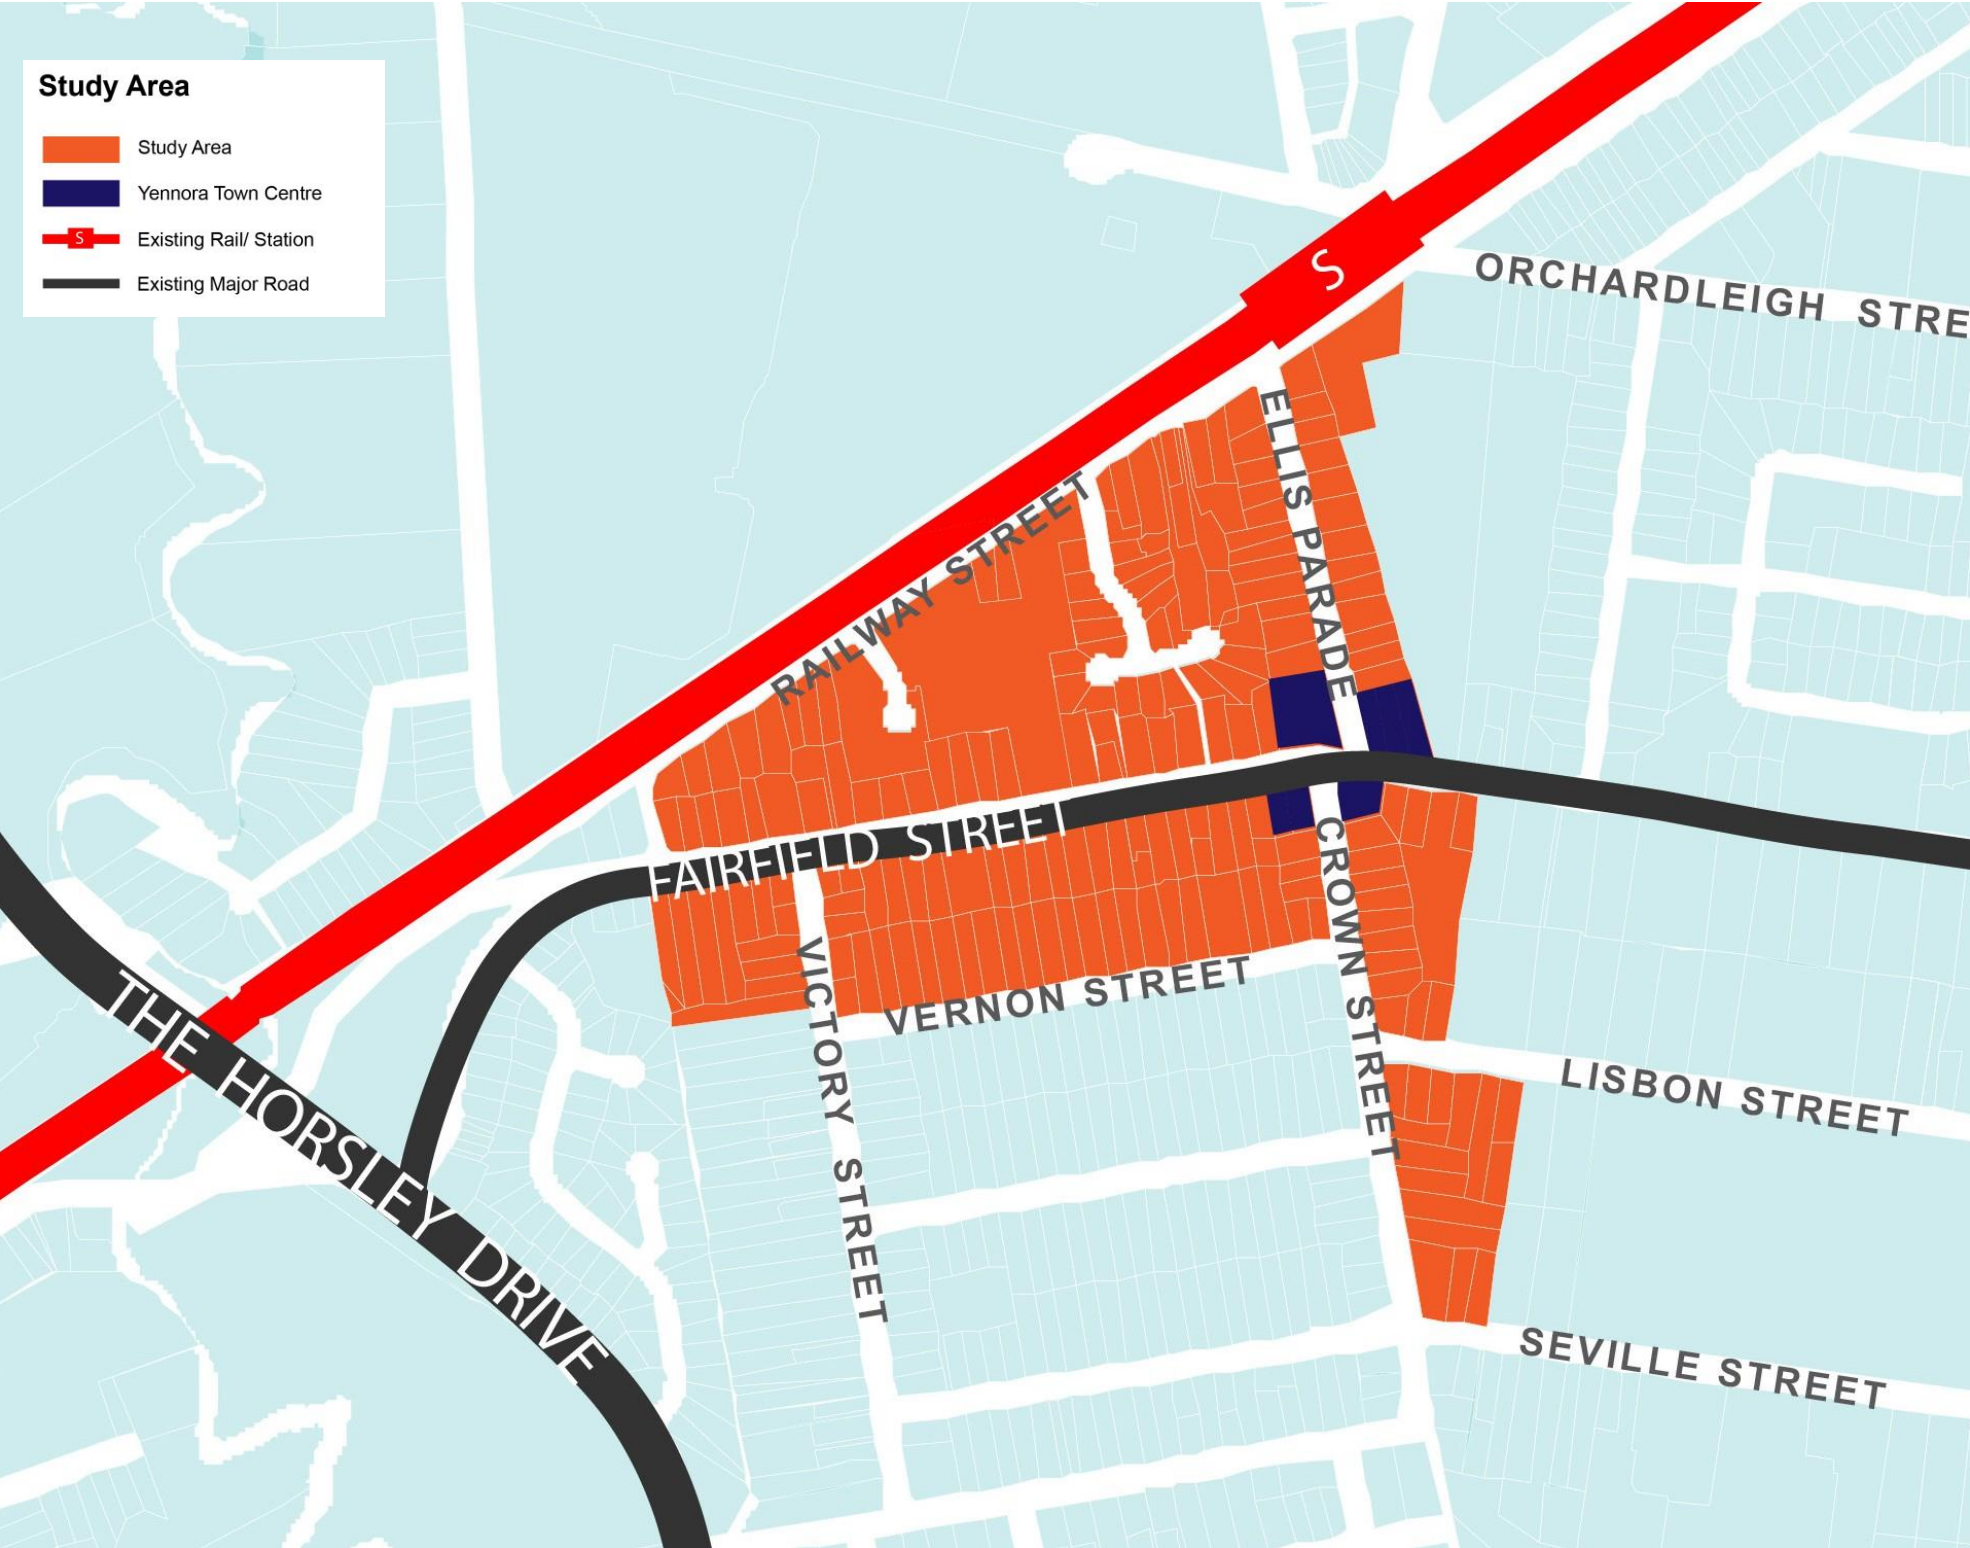 Study Area
Study Area
Yennora Town Centre
S
Existing Rail/ Station
Existing Major Road
S
ORCHARDLEIGH STRE
ELLIS PARADE
RAILWAY STREET
FAIRFIELD STREET
CROWN STREET
VICTORY STREET
VERNON STREET
THE HORSLEY DRIVE
LISBON STREET
SEVILLE STREET